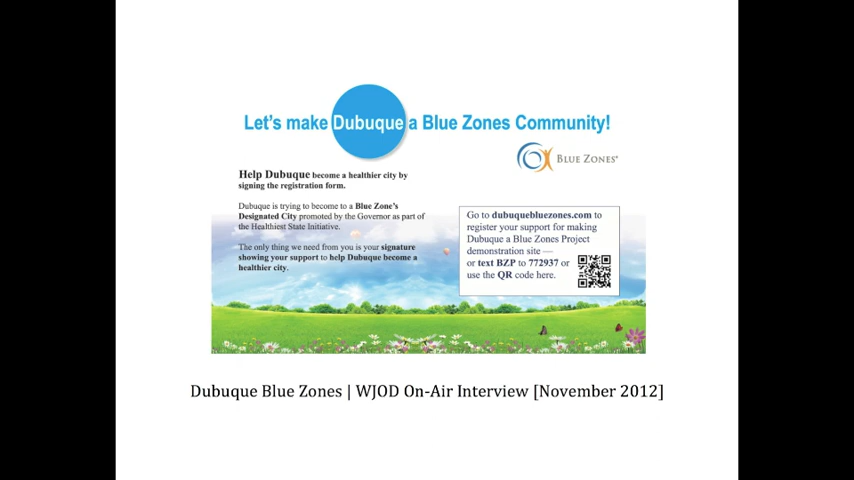 Let's make Dubuque a Blue Zones Community!
BLUE ZONES®
Help Dubuque become a healthier city by
signing the registration form.
Dubuque is trying to become to a Blue Zone's
Designated City promoted by the Governor as part of
the Healthiest State Initiative.
The only thing we need from you is your signature
showing your support to help Dubuque become a
healthier city.
Go to dubuquebluezones.com to
register your support for making
Dubuque a Blue Zones Project
demonstration site —
or text BZP to 772937 or
use the QR code here.
Dubuque Blue Zones | WJOD On-Air Interview [November 2012]